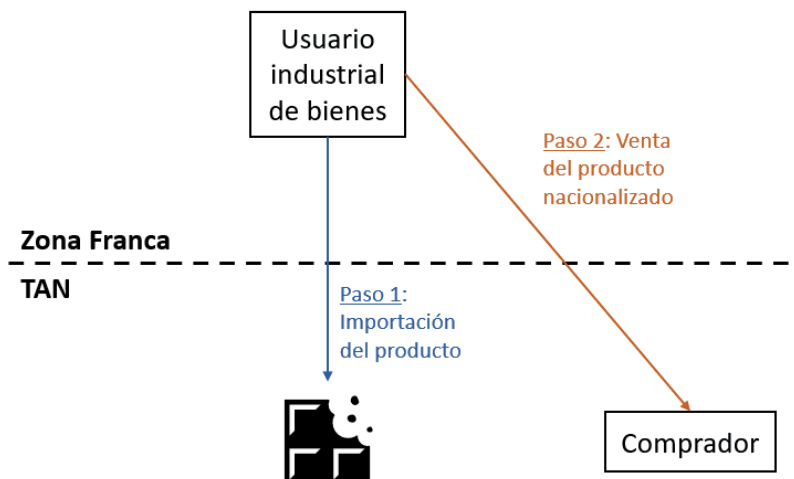 Usuario
industrial
de bienes
Paso 2: Venta
del producto
nacionalizado
Zona Franca
TAN
Paso 1:
Importación
del producto
Comprador